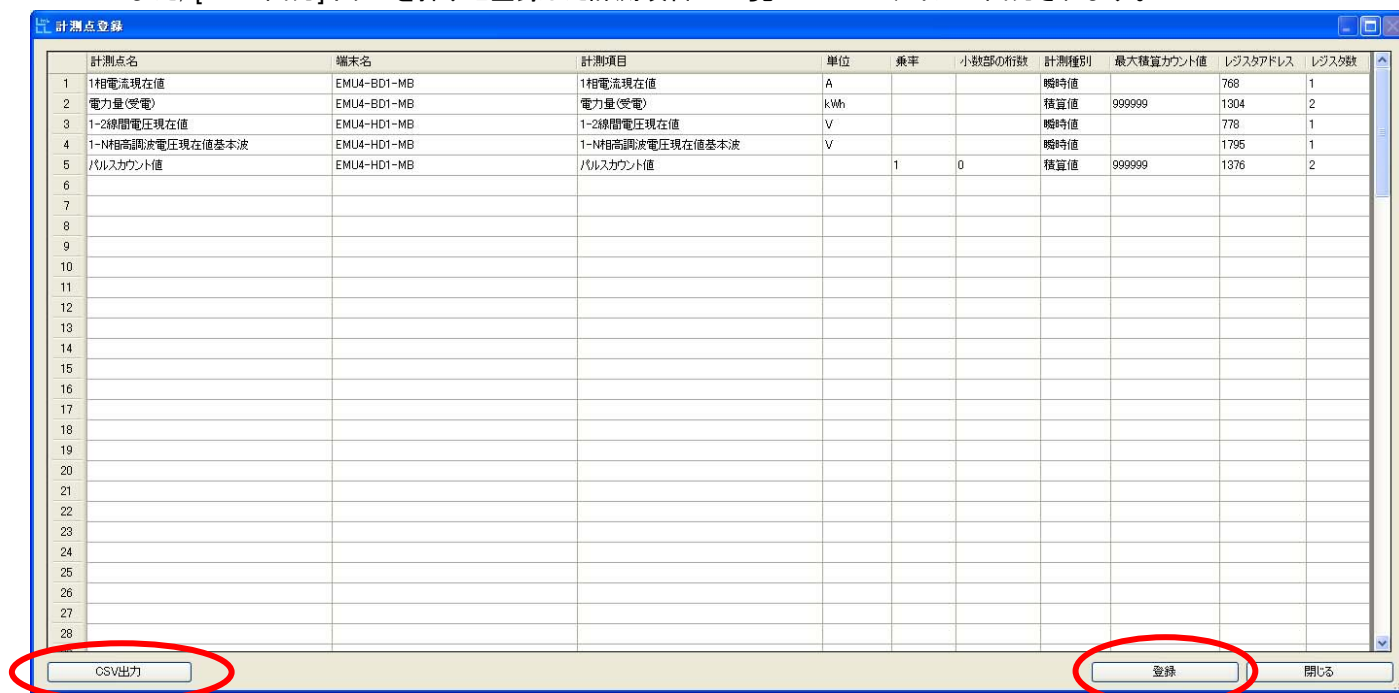 計測点登録
計測点名 端末名 計測項目 単位 乗率 小数部の桁数 計測種別 最大積算カウント値 レジスタアドレス レジスタ数
1 1相電流現在値 EMU4-BD1-MB 1相電流現在値 A 瞬時値 768 1
2 電力量(受電) EMU4-BD1-MB 電力量(受電) kWh 積算値 999999 1304 2
3 1-2線間電圧現在値 EMU4-HD1-MB 1-2線間電圧現在値 V 瞬時値 778 1
4 1-N相高調波電圧現在値基本波 EMU4-HD1-MB 1-N相高調波電圧現在値基本波 V 瞬時値 1795 1
5 パルスカウント値 EMU4-HD1-MB パルスカウント値 1 0 積算値 999999 1376 2
6
7
8
9
10
11
12
13
14
15
16
17
18
19
20
21
22
23
24
25
26
27
28
CSV出力 登録 閉じる